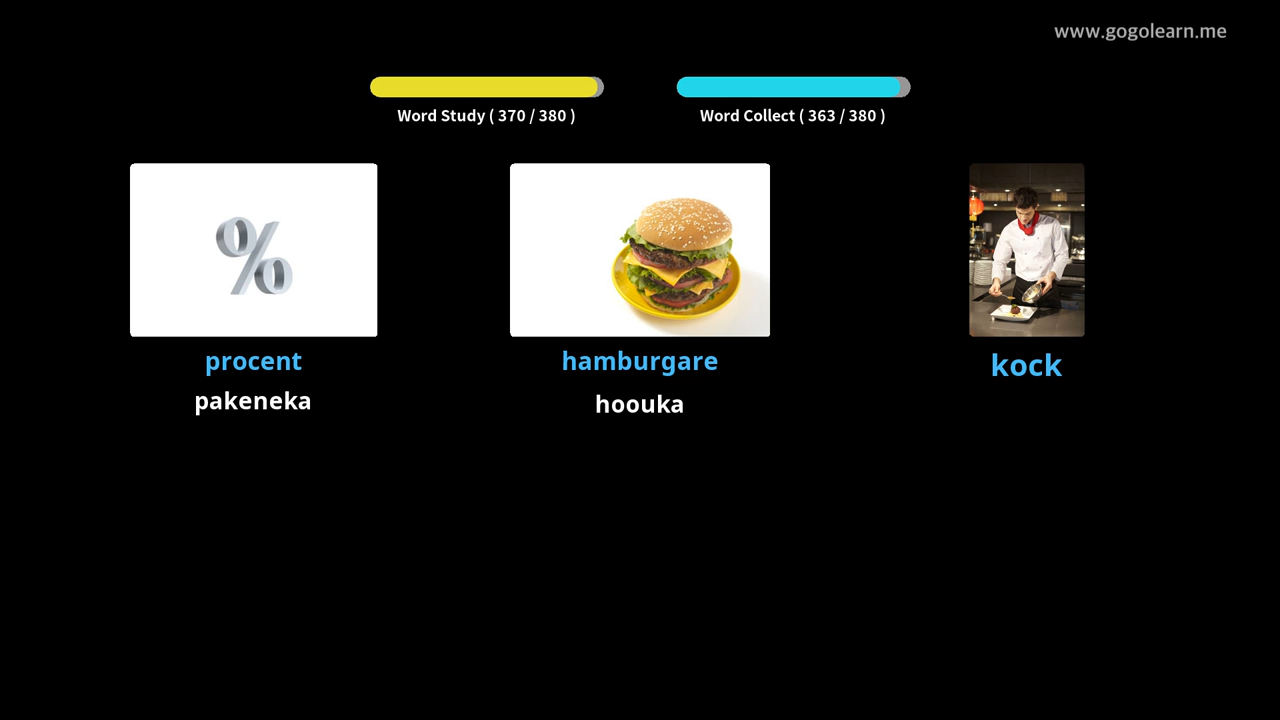 www.gogolearn.me
Word Study ( 370 / 380 )
Word Collect ( 363 / 380 )
%
procent
pakeneka
hamburgare
hoouka
kock